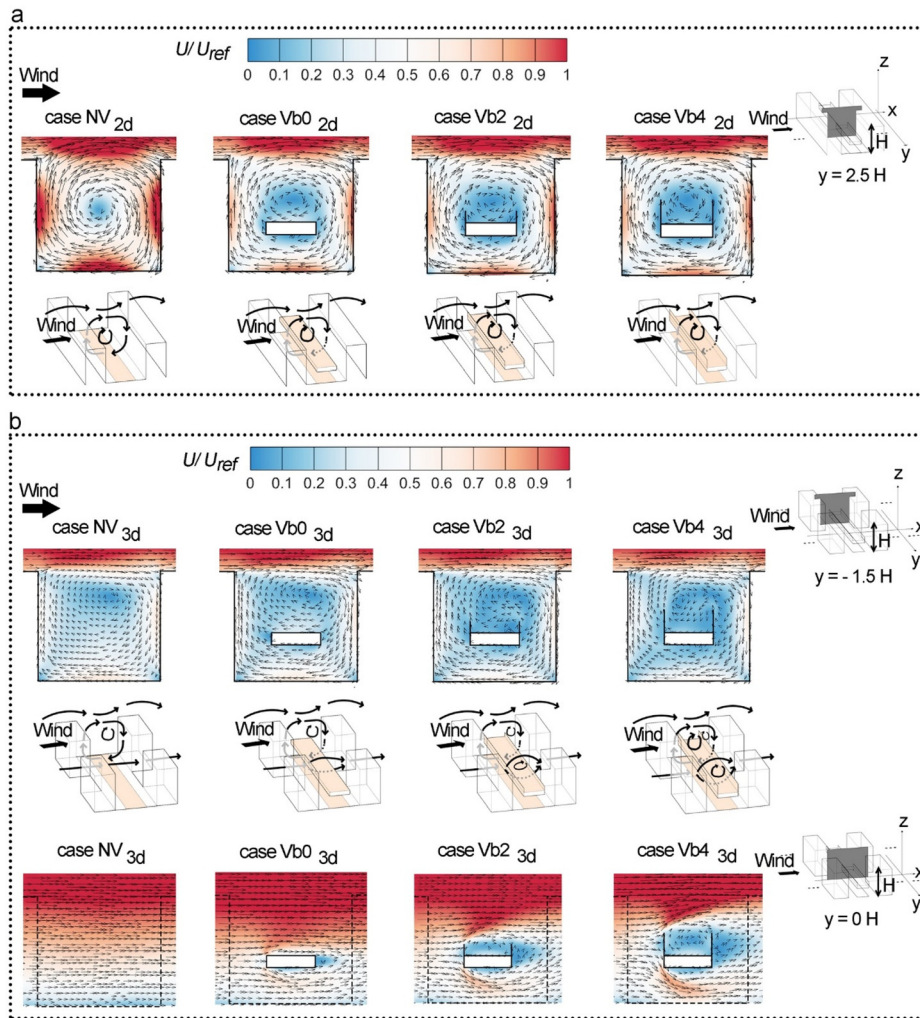 a
U/ U_ref
0 0.1 0.2 0.3 0.4 0.5 0.6 0.7 0.8 0.9 1
Wind
case NV 2d case Vb0 2d case Vb2 2d case Vb4 2d
z
x
Wind
H
y
y = 2.5 H
Wind Wind Wind Wind
b
U/ U_ref
0 0.1 0.2 0.3 0.4 0.5 0.6 0.7 0.8 0.9 1
Wind
case NV 3d case Vb0 3d case Vb2 3d case Vb4 3d
z
Wind
x
H
y
y = - 1.5 H
Wind Wind Wind Wind
case NV 3d case Vb0 3d case Vb2 3d case Vb4 3d
z
Wind
x
H
y
y = 0 H